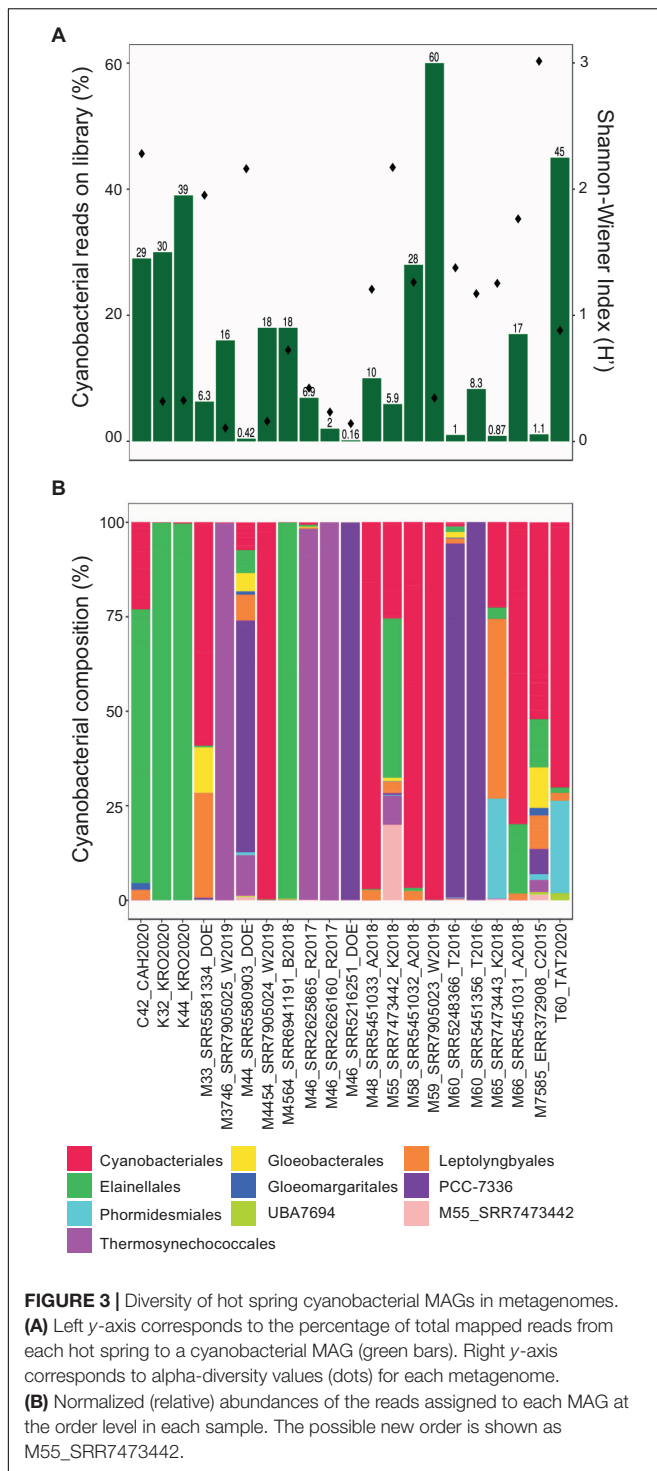 A
Cyanobacterial reads on library (%)
60
40
20
00
29
30
39
6.3
16
0.42
18
18
6.9
2
0.16
10
5.9
28
60
1
8.3
0.87
17
1.1
45
3
2
1
0
Shannon-Wiener Index (H')
B
Cyanobacterial composition (%)
100
75
50
25
0
C42_CAH2020
K32_KRO2020
K44_KRO2020
M33_SRR5581334_DOE
M3746_SRR7905025_W2019
M44_SRR5580903_DOE
M4454_SRR7905024_W2019
M4564_SRR6941191_B2018
M46_SRR2625865_R2017
M46_SRR2626160_R2017
M46_SRR5216251_DOE
M48_SRR5451033_A2018
M55_SRR7473442_K2018
M58_SRR5451032_A2018
M59_SRR7905023_W2019
M60_SRR5248366_T2016
M60_SRR5451356_T2016
M65_SRR7473443_K2018
M66_SRR5451031_A2018
M7585_ERR372908_C2015
T60_TAT2020
Cyanobacteriales
Gloeobacterales
Leptolyngbyales
Elainellales
Gloeomargaritales
PCC-7336
Phormidesmiales
UBA7694
M55_SRR7473442
Thermosynechococcales
FIGURE 3 | Diversity of hot spring cyanobacterial MAGs in metagenomes.
(A) Left y-axis corresponds to the percentage of total mapped reads from
each hot spring to a cyanobacterial MAG (green bars). Right y-axis
corresponds to alpha-diversity values (dots) for each metagenome.
(B) Normalized (relative) abundances of the reads assigned to each MAG at
the order level in each sample. The possible new order is shown as
M55_SRR7473442.